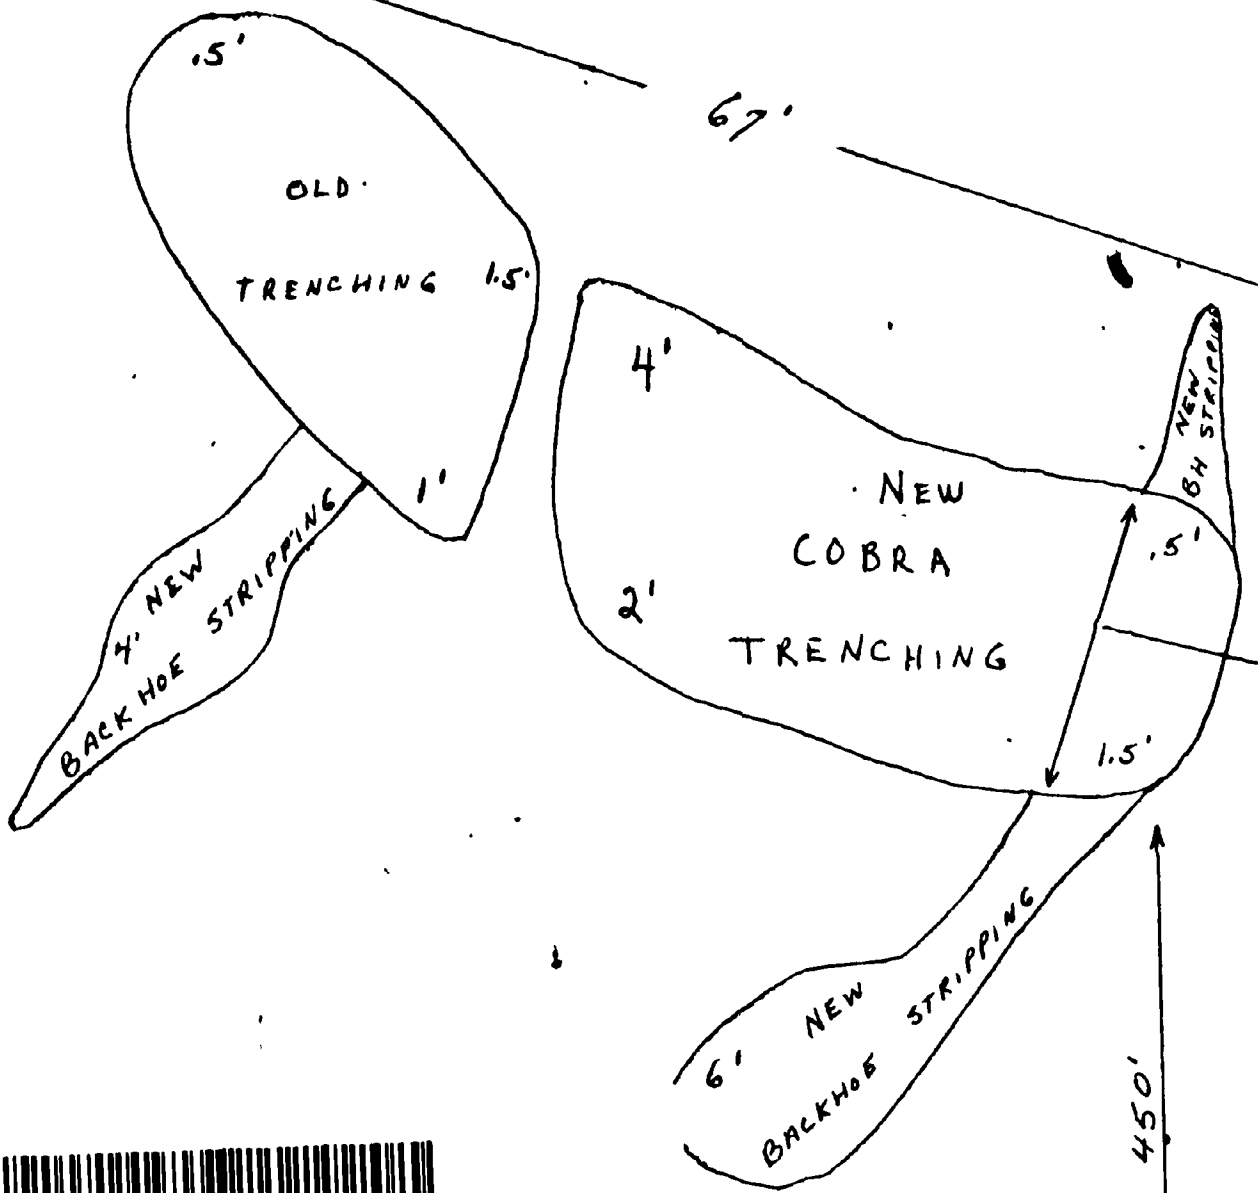 .5'
67'
OLD
TRENCHING 1.5'
1'
4' NEW
BACKHOE STRIPPING
4'
NEW
COBRA
2'
TRENCHING
NEW
BH STRIPPING
.5'
1.5'
6' NEW
BACKHOE STRIPPING
450'